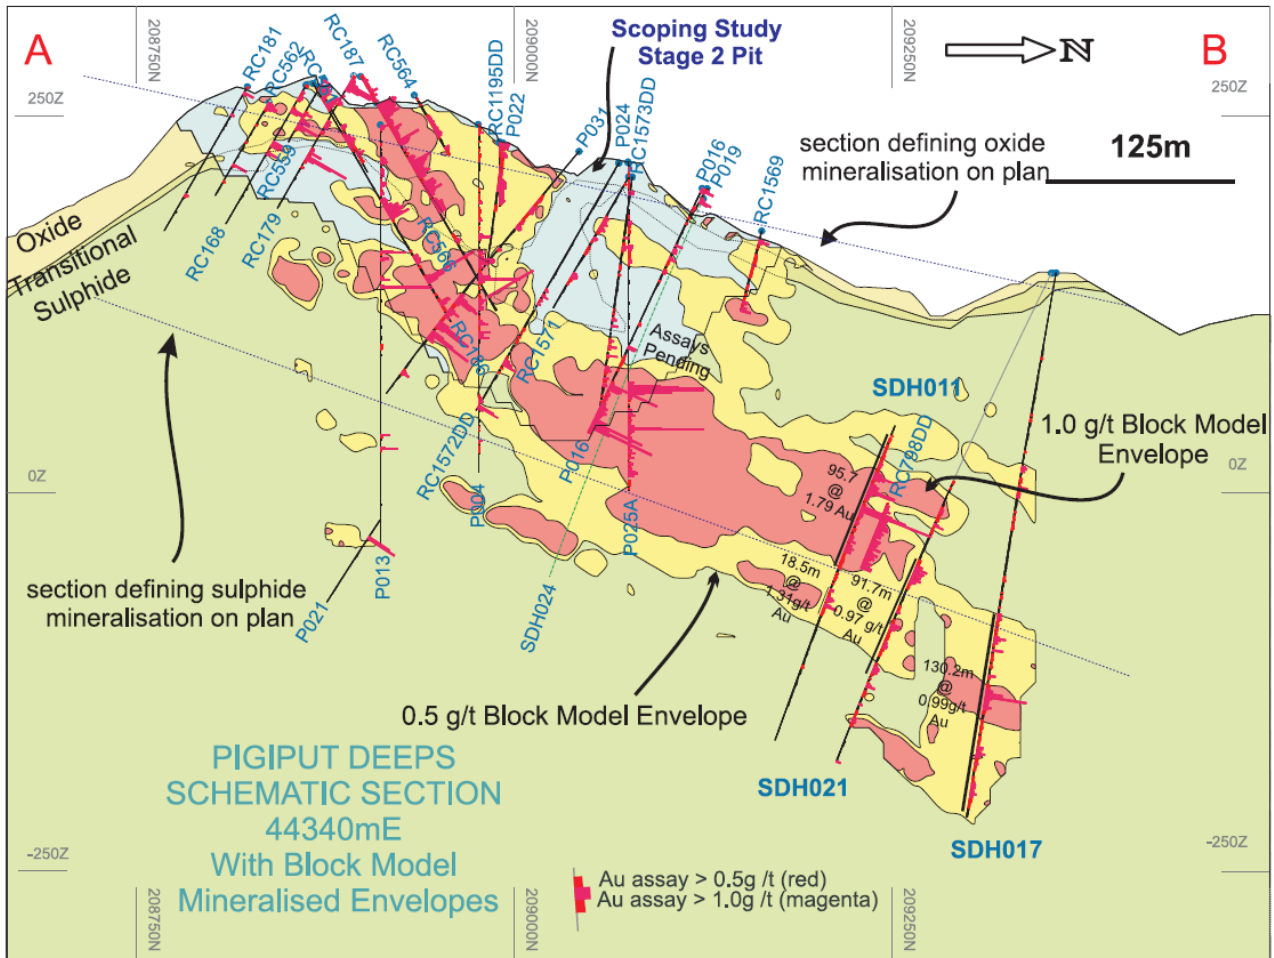 A
208750N
RC181
RC562
RC561
RC187
RC564
RC1195DD
P022
209000N
Scoping Study
Stage 2 Pit
P031
P024
RC1573DD
P016
P019
RC1569
209250N
N
B
250Z
250Z
section defining oxide
mineralisation on plan
125m
Oxide
Transitional
Sulphide
RC168
RC179
RC559
RC566
RC186
RC1571
RC1572DD
P004
P016
P025A
SDH024
Assays
Pending
SDH011
RC798DD
1.0 g/t Block Model
Envelope
0Z
0Z
95.7
@
1.79 Au
18.5m
@
1.31g/t
Au
91.7m
@
0.97 g/t
Au
130.2m
@
0.99g/t
Au
P013
P021
section defining sulphide
mineralisation on plan
0.5 g/t Block Model Envelope
SDH021
SDH017
PIGIPUT DEEPS
SCHEMATIC SECTION
44340mE
With Block Model
Mineralised Envelopes
-250Z
-250Z
Au assay > 0.5g /t (red)
Au assay > 1.0g /t (magenta)
208750N
209000N
209250N